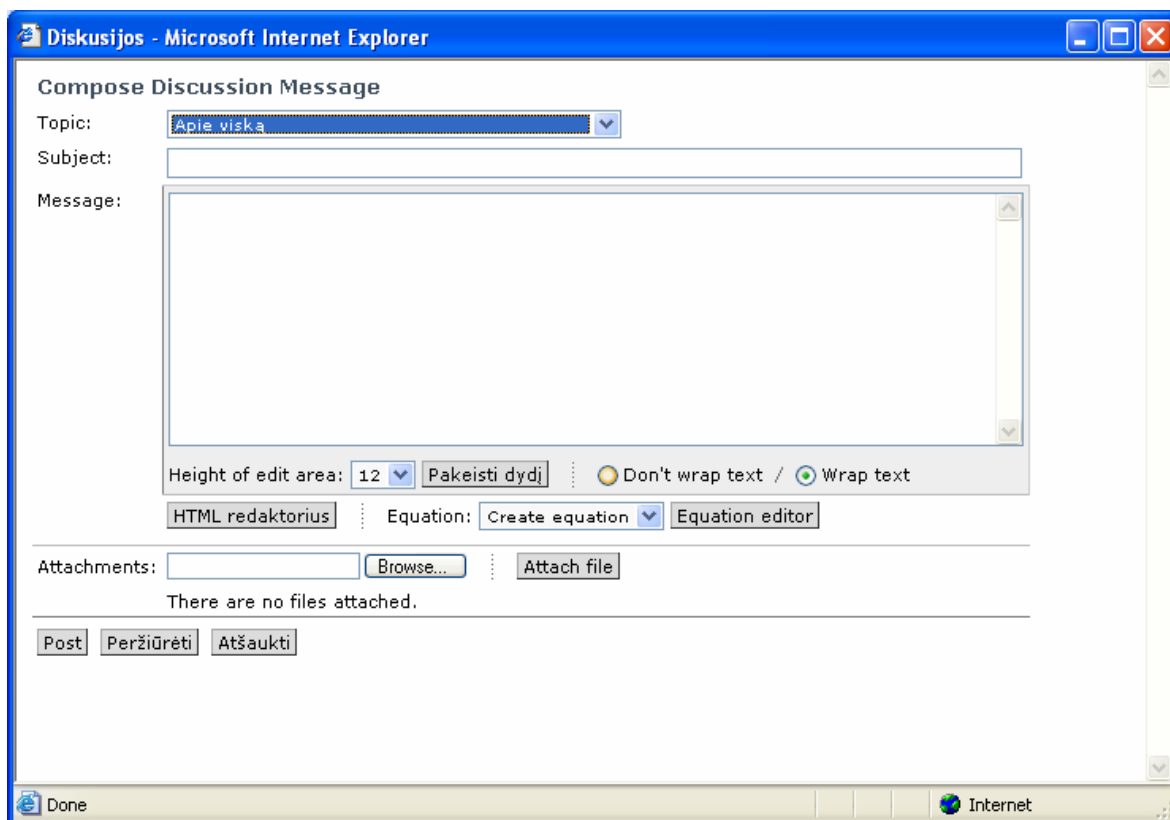 Diskusijos - Microsoft Internet Explorer
Compose Discussion Message
Topic: Apie viską
Subject:
Message:
Height of edit area: 12 Pakeisti dydį Don't wrap text / Wrap text
HTML redaktorius Equation: Create equation Equation editor
Attachments: Browse... Attach file
There are no files attached.
Post Peržiūrėti Atšaukti
Done Internet